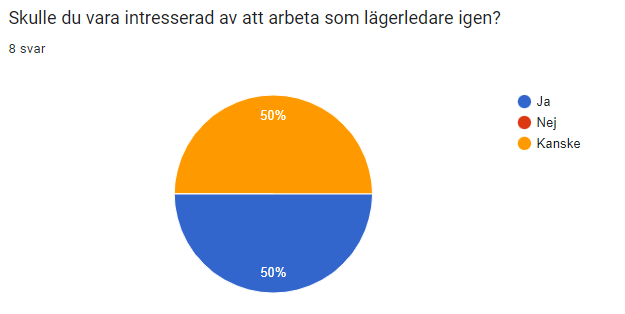 Skulle du vara intresserad av att arbeta som lägerledare igen?
8 svar
50%
50%
Ja
Nej
Kanske